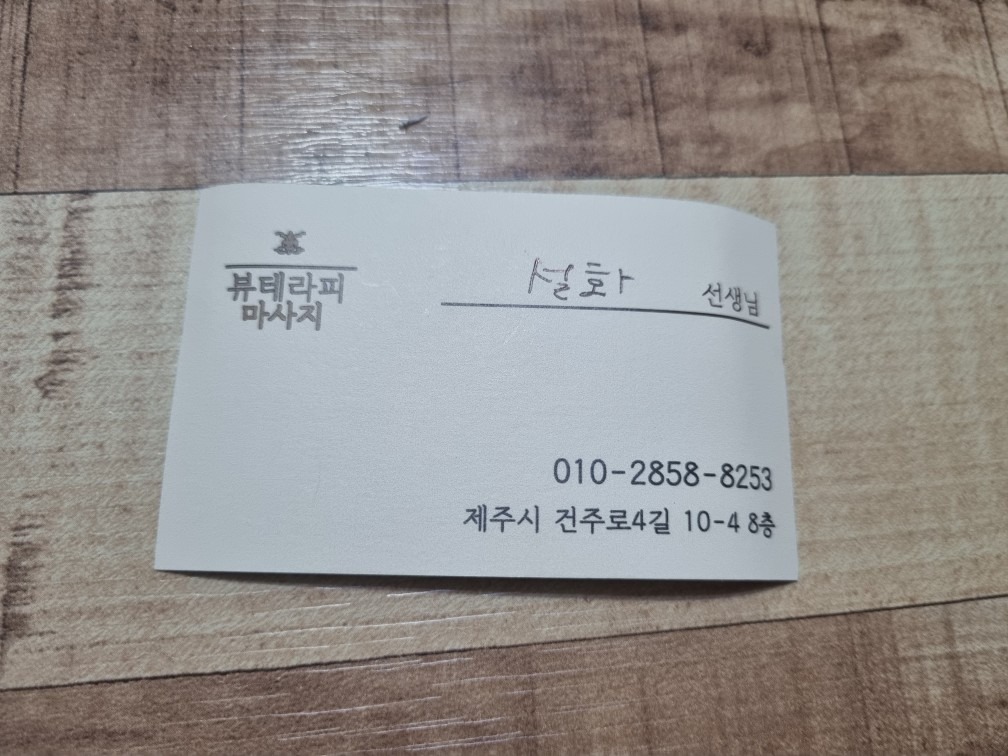 뷰테라피
마사지
설화 선생님
010-2858-8253
제주시 건주로4길 10-4 8층